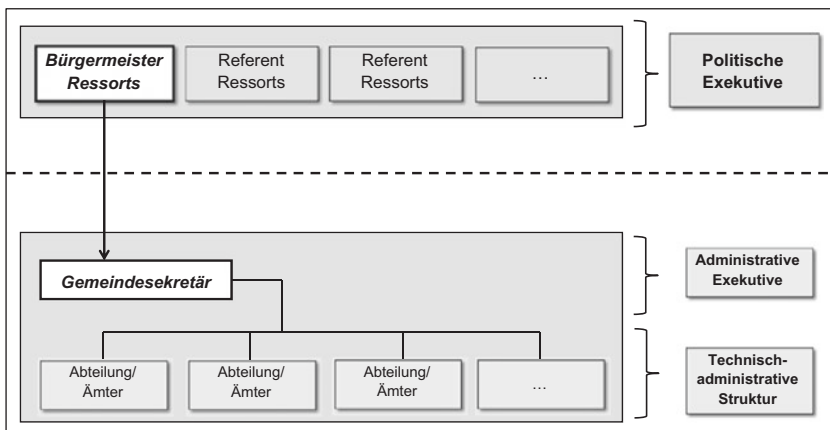 Bürgermeister
Ressorts
Referent
Ressorts
Referent
Ressorts
...
Politische
Exekutive
Gemeindesekretär
Administrative
Exekutive
Abteilung/
Ämter
Abteilung/
Ämter
Abteilung/
Ämter
...
Technisch-
administrative
Struktur